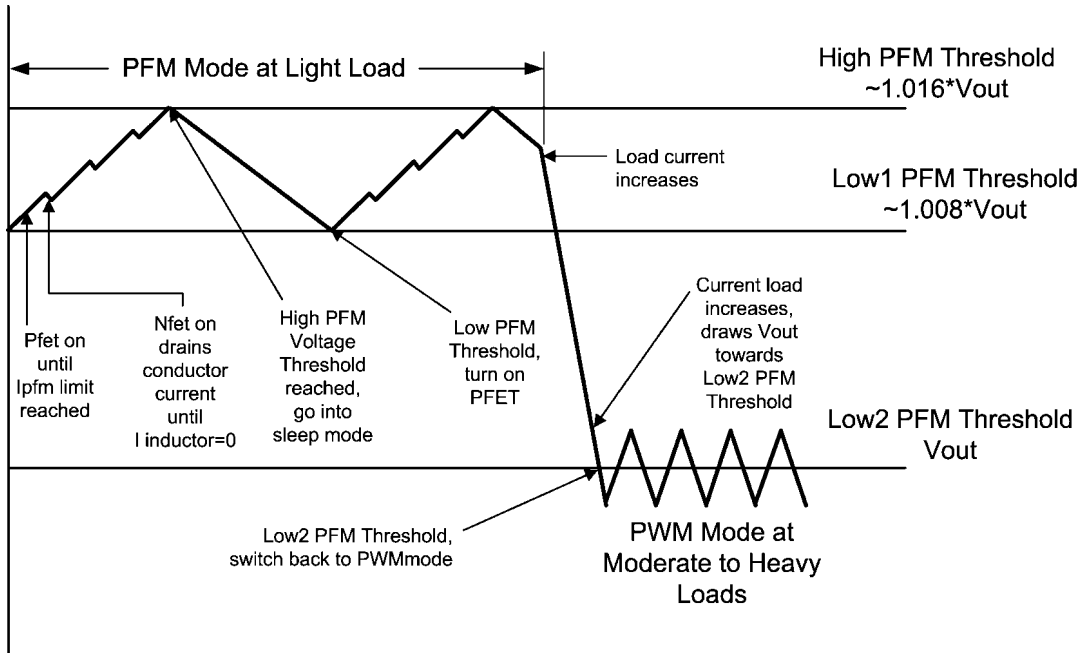 PFM Mode at Light Load
High PFM Threshold
~1.016*Vout
Load current
increases
Low1 PFM Threshold
~1.008*Vout
Pfet on
until
Ipfm limit
reached
Nfet on
drains
conductor
current
until
I inductor=0
High PFM
Voltage
Threshold
reached,
go into
sleep mode
Low PFM
Threshold,
turn on
PFET
Current load
increases,
draws Vout
towards
Low2 PFM
Threshold
Low2 PFM Threshold
Vout
Low2 PFM Threshold,
switch back to PWMmode
PWM Mode at
Moderate to Heavy
Loads